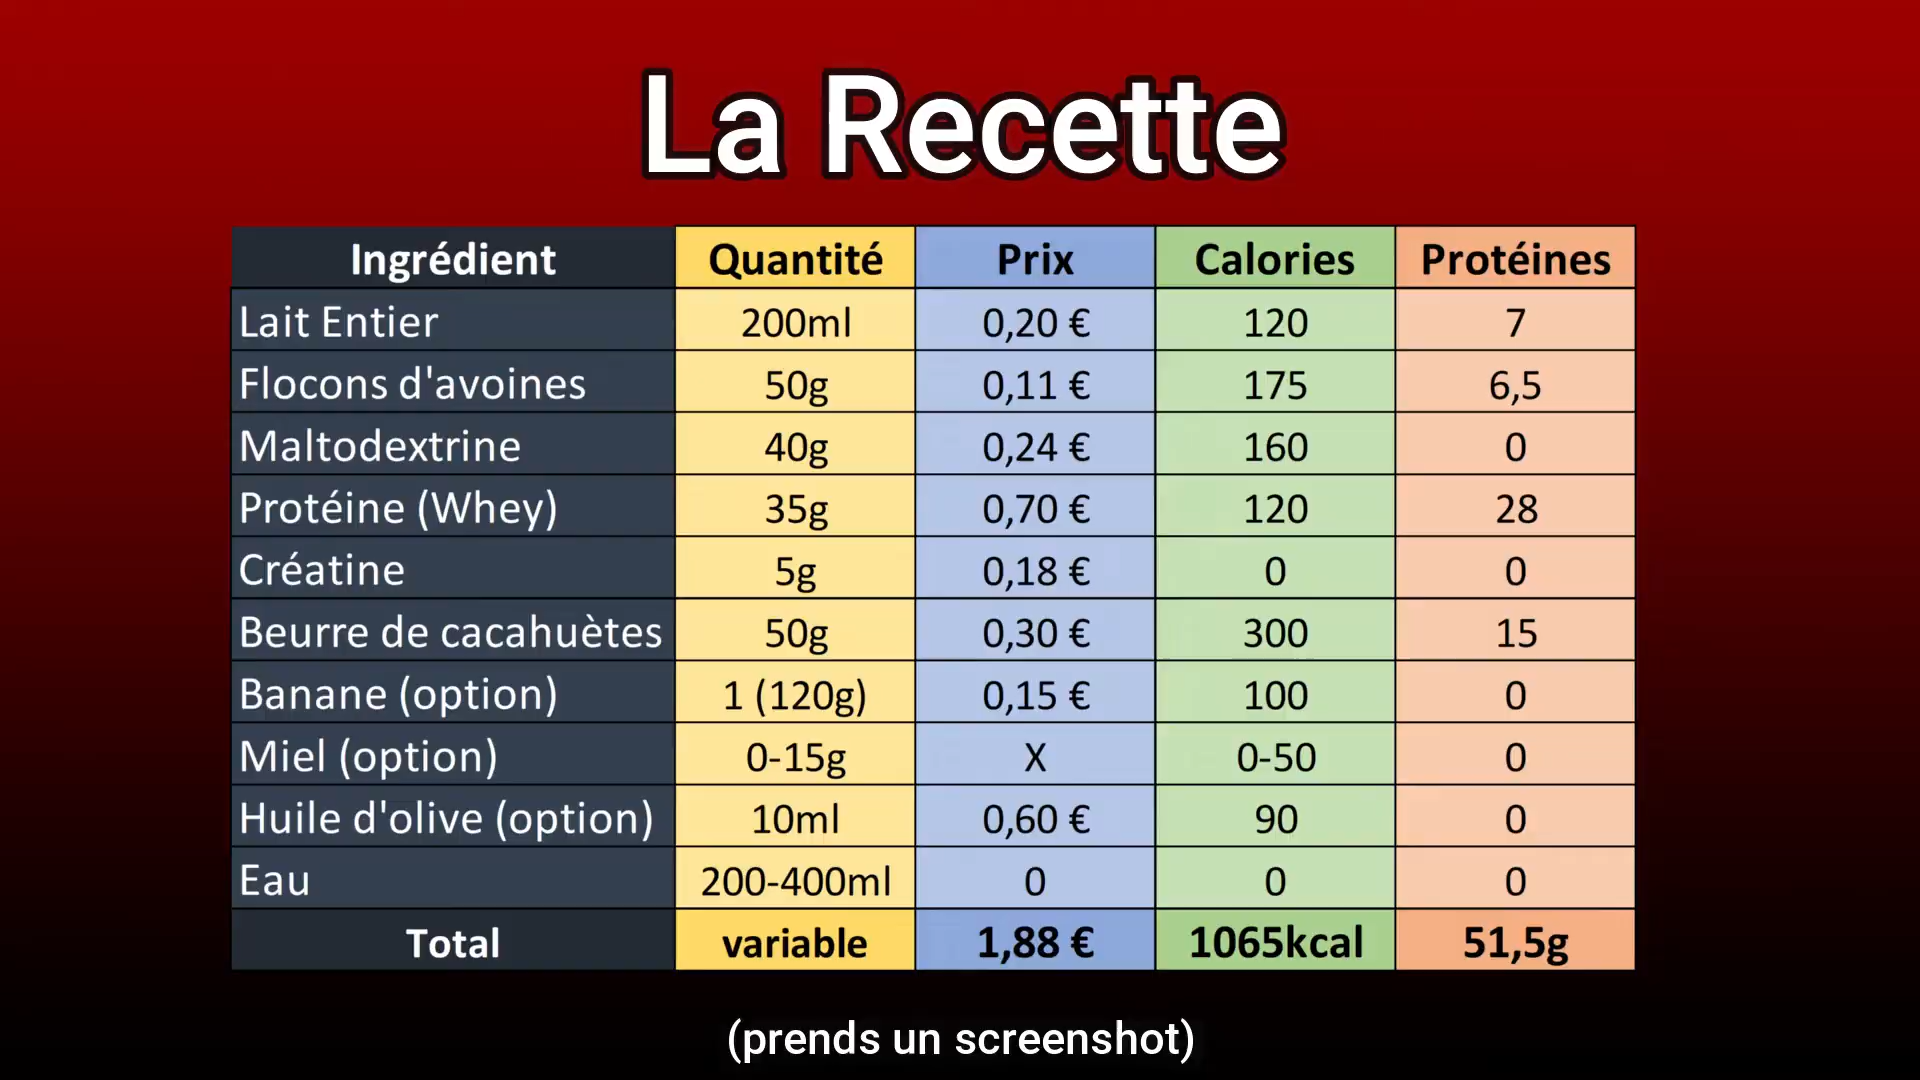 La Recette
Ingrédient Quantité Prix Calories Protéines
Lait Entier 200ml 0,20 € 120 7
Flocons d'avoines 50g 0,11 € 175 6,5
Maltodextrine 40g 0,24 € 160 0
Protéine (Whey) 35g 0,70 € 120 28
Créatine 5g 0,18 € 0 0
Beurre de cacahuètes 50g 0,30 € 300 15
Banane (option) 1 (120g) 0,15 € 100 0
Miel (option) 0-15g X 0-50 0
Huile d'olive (option) 10ml 0,60 € 90 0
Eau 200-400ml 0 0 0
Total variable 1,88 € 1065kcal 51,5g
(prends un screenshot)